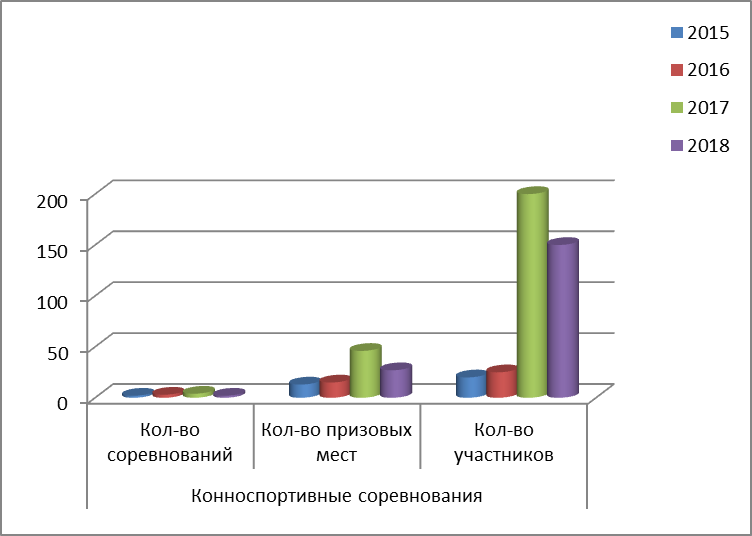 2015
2016
2017
2018
200
150
100
50
0
Кол-во соревнований
Кол-во призовых мест
Кол-во участников
Конноспортивные соревнования